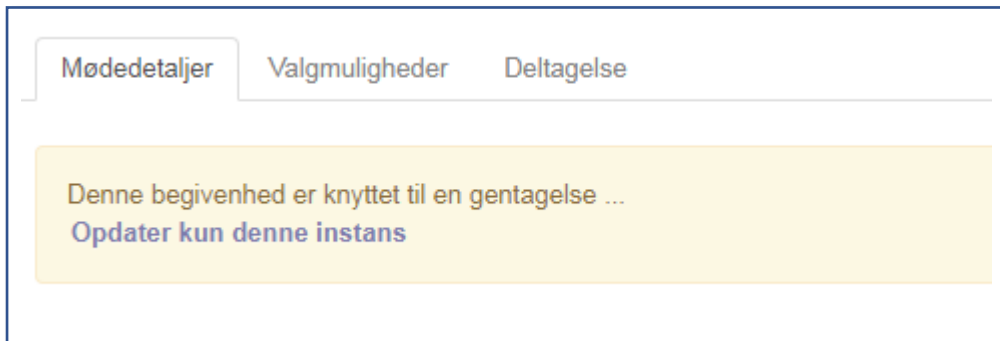 Mødedetaljer Valgmuligheder Deltagelse
Denne begivenhed er knyttet til en gentagelse ...
Opdater kun denne instans